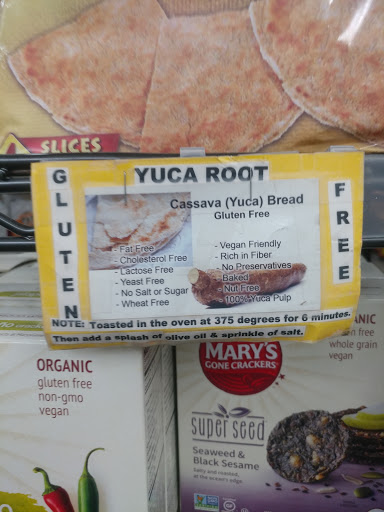 SLICES
YUCA ROOT
GLUTEN
FREE
Cassava (Yuca) Bread
Gluten Free
- Fat Free
- Cholesterol Free
- Lactose Free
- Yeast Free
- No Salt or Sugar
- Wheat Free
- Vegan Friendly
- Rich in Fiber
- No Preservatives
- Baked
- Nut Free
- 100% Yuca Pulp
NOTE: Toasted in the oven at 375 degrees for 6 minutes.
Then add a splash of olive oil & sprinkle of salt.
ORGANIC
gluten free
non-gmo
vegan
MARY'S
GONE CRACKERS
super seed
Seaweed &
Black Sesame
NIC
free
whole grain
vegan